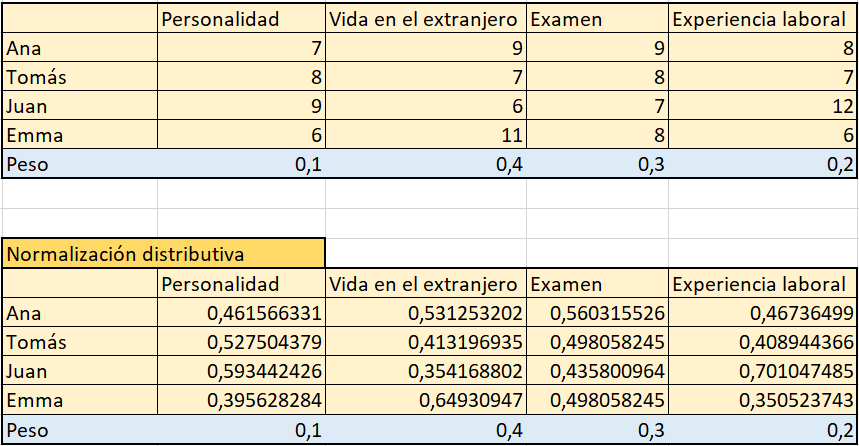 Personalidad Vida en el extranjero Examen Experiencia laboral
Ana 7 9 9 8
Tomás 8 7 8 7
Juan 9 6 7 12
Emma 6 11 8 6
Peso 0,1 0,4 0,3 0,2
Normalización distributiva
Personalidad Vida en el extranjero Examen Experiencia laboral
Ana 0,461566331 0,531253202 0,560315526 0,46736499
Tomás 0,527504379 0,413196935 0,498058245 0,408944366
Juan 0,593442426 0,354168802 0,435800964 0,701047485
Emma 0,395628284 0,64930947 0,498058245 0,350523743
Peso 0,1 0,4 0,3 0,2